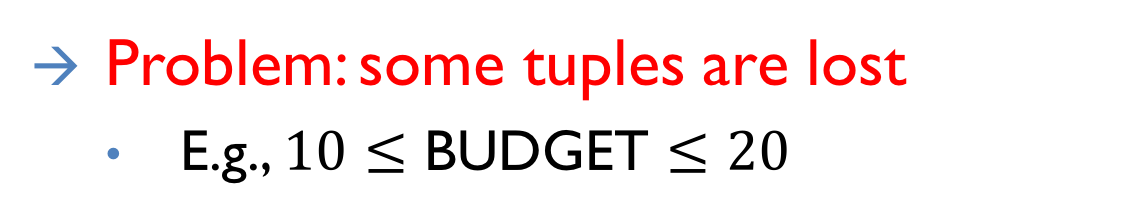 → Problem: some tuples are lost
• E.g., 10 ≤ BUDGET ≤ 20